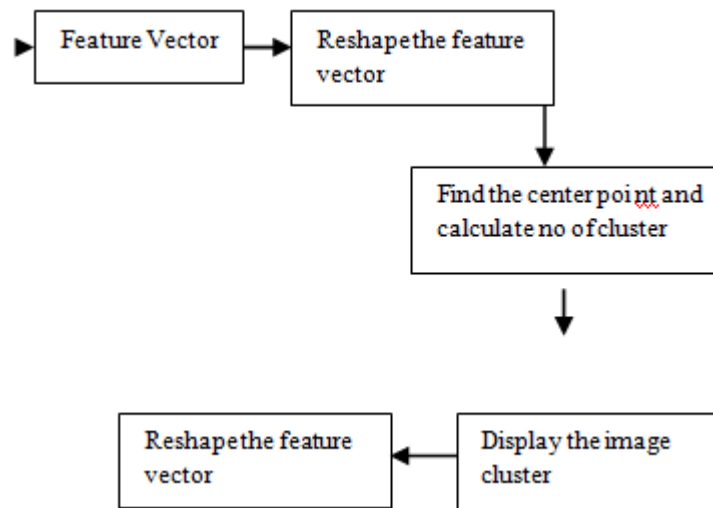 Feature Vector
Reshape the feature
vector
Find the center point and
calculate no of cluster
Display the image
cluster
Reshape the feature
vector